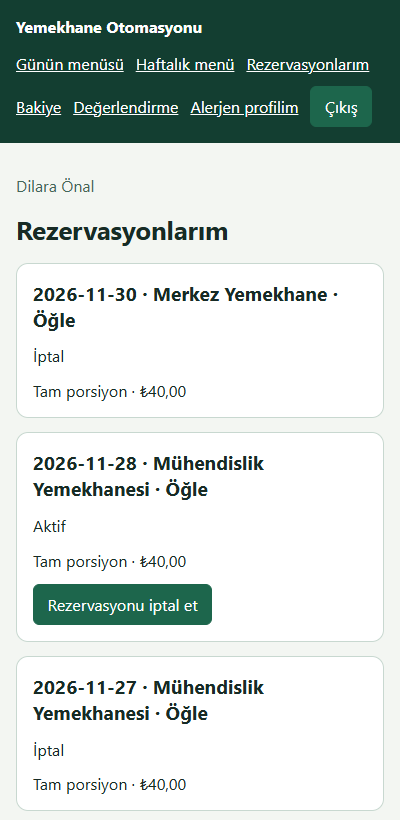 Yemekhane Otomasyonu
Günün menüsü Haftalık menü Rezervasyonlarım
Bakiye Değerlendirme Alerjen profilim Çıkış
Dilara Önal
Rezervasyonlarım
2026-11-30 · Merkez Yemekhane ·
Öğle
İptal
Tam porsiyon · ₺40,00
2026-11-28 · Mühendislik
Yemekhanesi · Öğle
Aktif
Tam porsiyon · ₺40,00
Rezervasyonu iptal et
2026-11-27 · Mühendislik
Yemekhanesi · Öğle
İptal
Tam porsiyon · ₺40,00